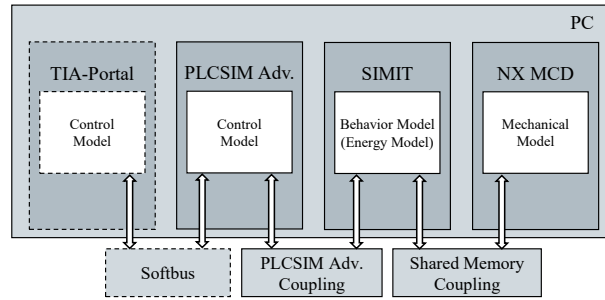 PC
TIA-Portal
Control
Model
PLCSIM Adv.
Control
Model
SIMIT
Behavior Model
(Energy Model)
NX MCD
Mechanical
Model
Softbus
PLCSIM Adv.
Coupling
Shared Memory
Coupling